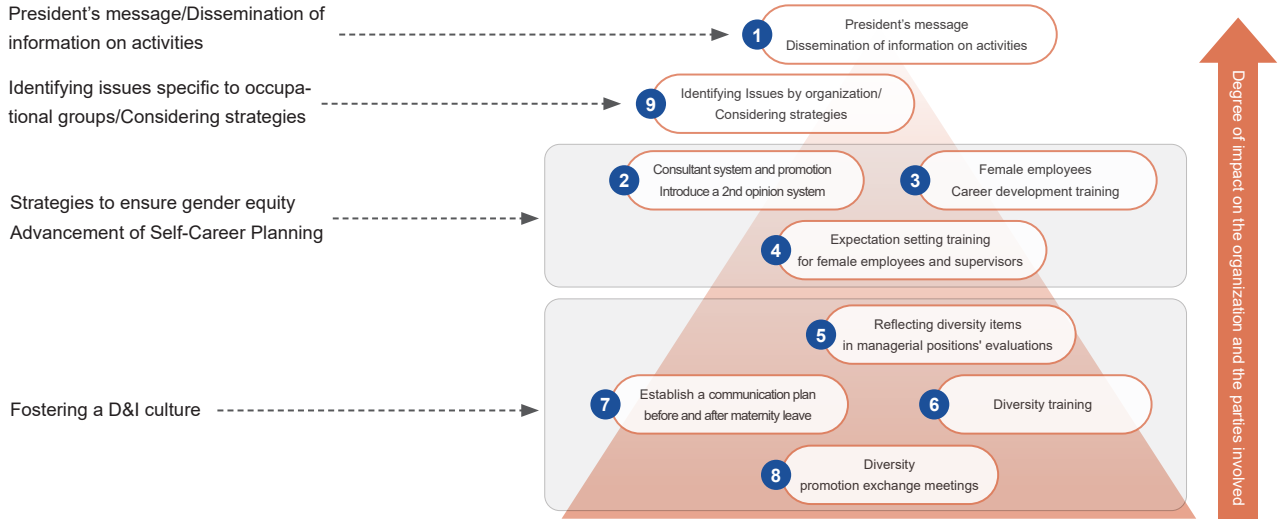 President’s message/Dissemination of
information on activities
1
President’s message
Dissemination of information on activities
Identifying issues specific to occupa-
tional groups/Considering strategies
9
Identifying Issues by organization/
Considering strategies
Strategies to ensure gender equity
Advancement of Self-Career Planning
2
Consultant system and promotion
Introduce a 2nd opinion system
3
Female employees
Career development training
4
Expectation setting training
for female employees and supervisors
Fostering a D&I culture
5
Reflecting diversity items
in managerial positions' evaluations
7
Establish a communication plan
before and after maternity leave
6
Diversity training
8
Diversity
promotion exchange meetings
Degree of impact on the organization and the parties involved